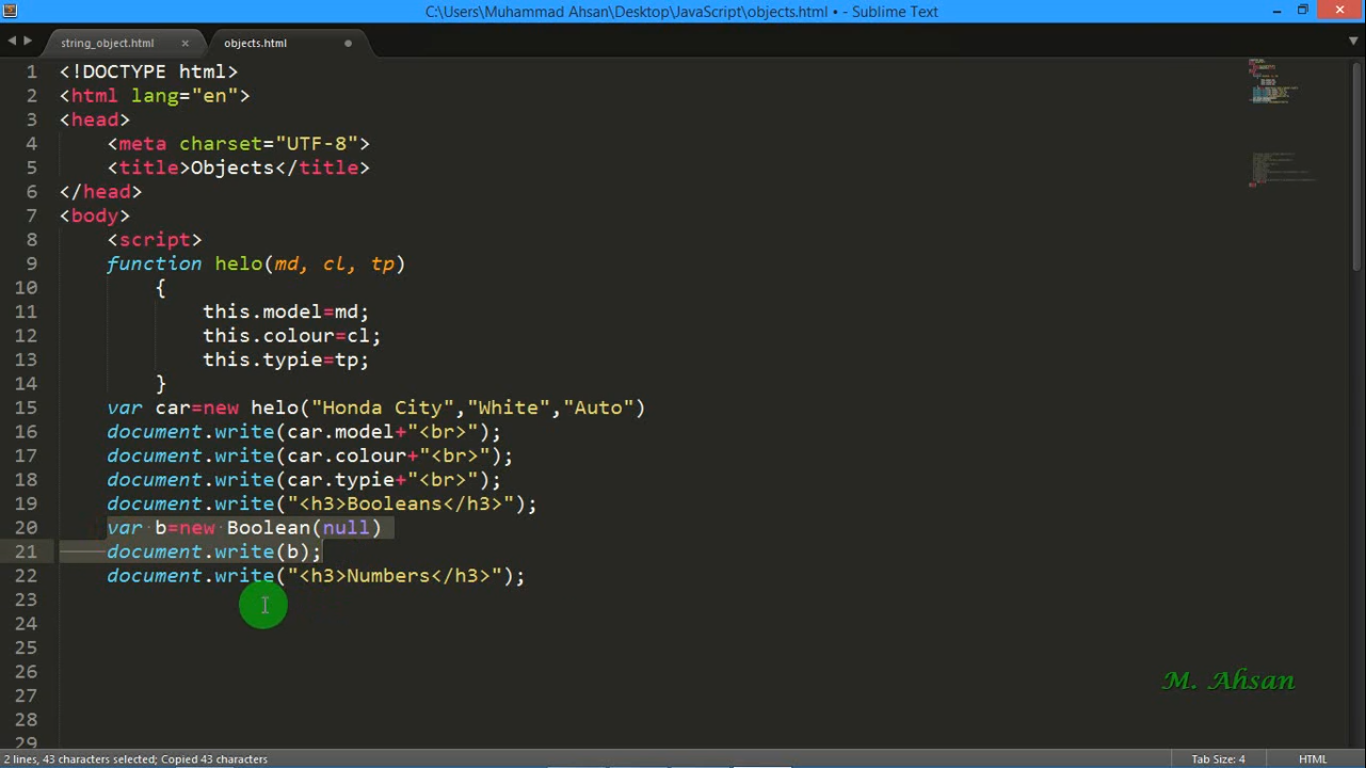 C:\Users\Muhammad Ahsan\Desktop\JavaScript\objects.html • - Sublime Text
string_object.html × objects.html
1 <!DOCTYPE html>
2 <html lang="en">
3 <head>
4 <meta charset="UTF-8">
5 <title>Objects</title>
6 </head>
7 <body>
8 <script>
9 function helo(md, cl, tp)
10 {
11 this.model=md;
12 this.colour=cl;
13 this.typie=tp;
14 }
15 var car=new helo("Honda City","White","Auto")
16 document.write(car.model+"<br>");
17 document.write(car.colour+"<br>");
18 document.write(car.typie+"<br>");
19 document.write("<h3>Booleans</h3>");
20 var b=new Boolean(null)
21 document.write(b);
22 document.write("<h3>Numbers</h3>");
23
24
25
26
27
28
29
M. Ahsan
2 lines, 43 characters selected; Copied 43 characters Tab Size: 4 HTML